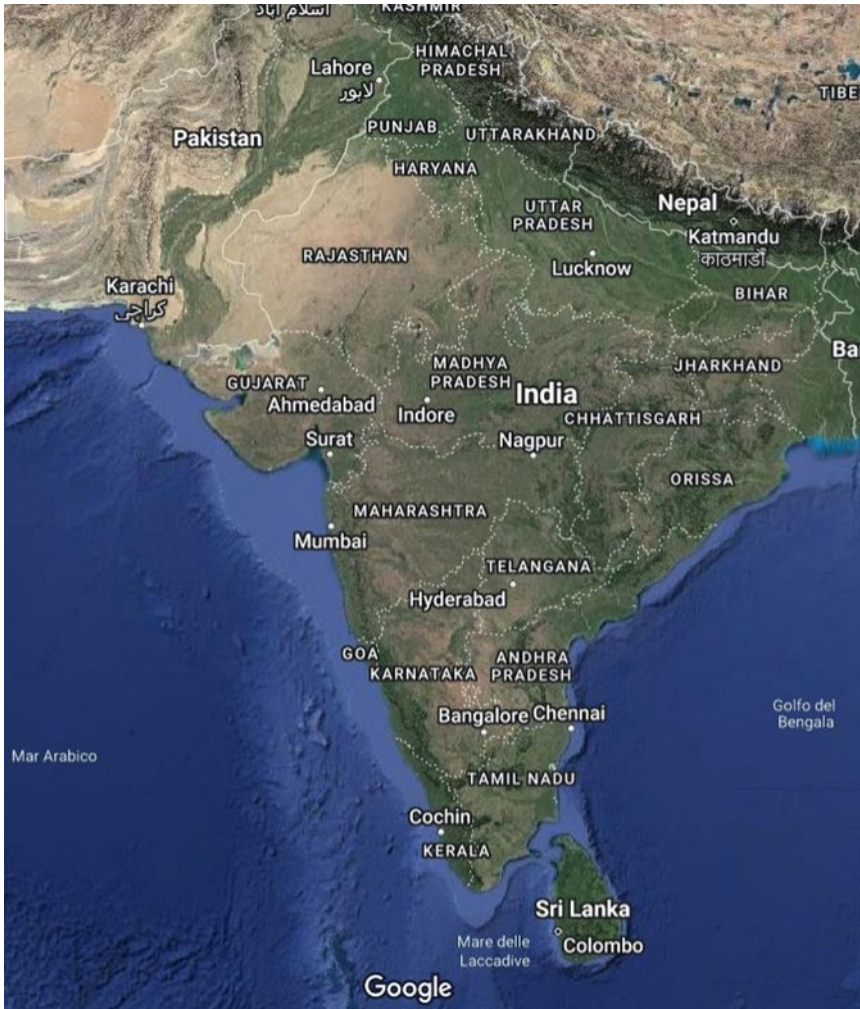 اسلام آباد
KASHMIR
HIMACHAL
PRADESH
Lahore
لاہور
TIBE
Pakistan
PUNJAB
UTTARAKHAND
HARYANA
UTTAR
PRADESH
Nepal
Katmandu
काठमाडौँ
RAJASTHAN
Lucknow
Karachi
کراچی
BIHAR
Ba
MADHYA
PRADESH
JHARKHAND
GUJARAT
Ahmedabad
India
Indore
CHHATTISGARH
Surat
Nagpur
ORISSA
MAHARASHTRA
Mumbai
TELANGANA
Hyderabad
GOA
KARNATAKA
ANDHRA
PRADESH
Bangalore
Chennai
Golfo del
Bengala
Mar Arabico
TAMIL NADU
Cochin
KERALA
Sri Lanka
Colombo
Mare delle
Laccadive
Google